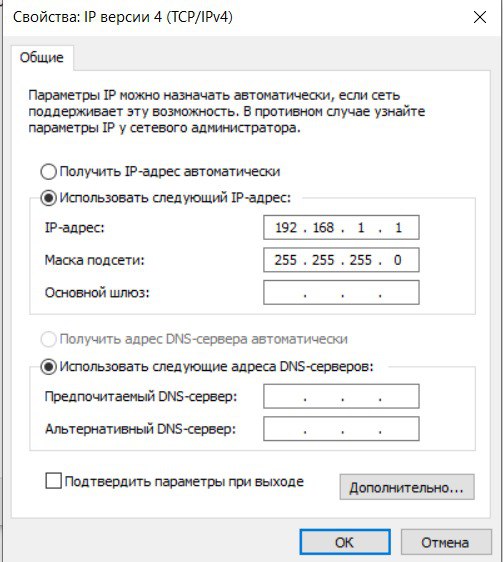 Свойства: IP версии 4 (TCP/IPv4)
Общие
Параметры IP можно назначать автоматически, если сеть
поддерживает эту возможность. В противном случае узнайте
параметры IP у сетевого администратора.
Получить IP-адрес автоматически
Использовать следующий IP-адрес:
IP-адрес: 192 . 168 . 1 . 1
Маска подсети: 255 . 255 . 255 . 0
Основной шлюз: . . .
Получить адрес DNS-сервера автоматически
Использовать следующие адреса DNS-серверов:
Предпочитаемый DNS-сервер: . . .
Альтернативный DNS-сервер: . . .
Подтвердить параметры при выходе
Дополнительно...
ОК Отмена